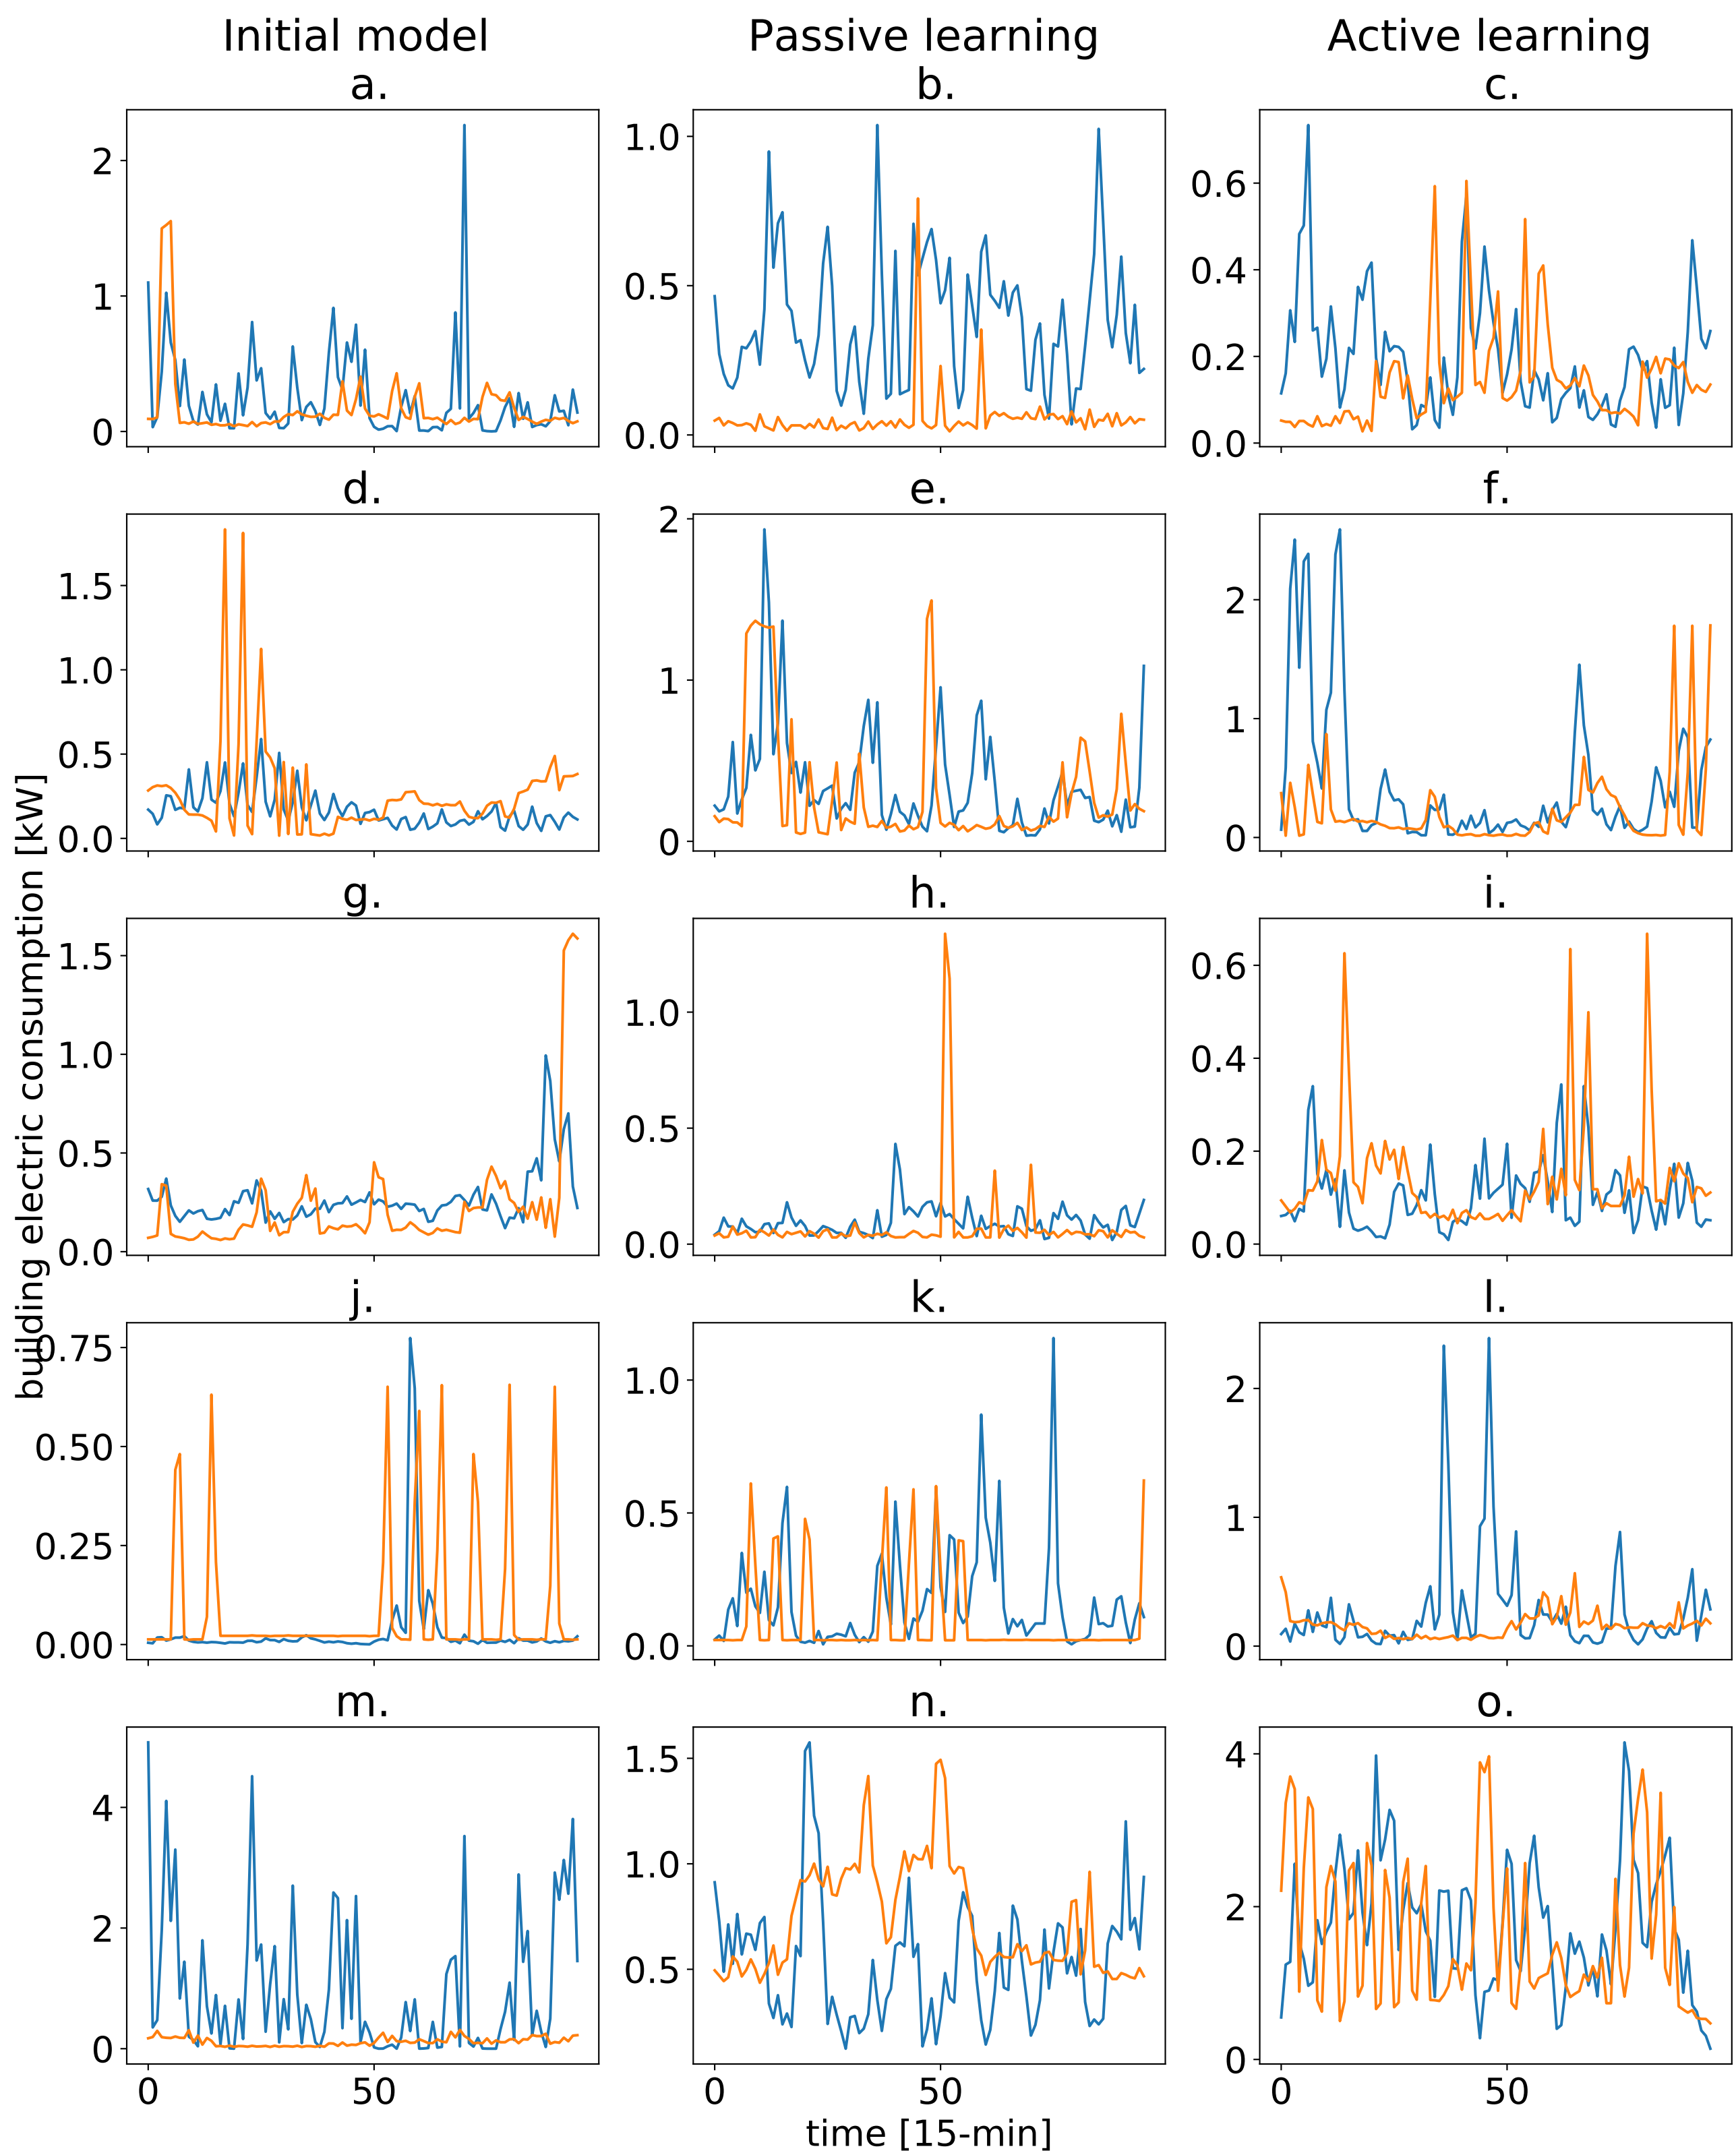 Initial model Passive learning Active learning
a. b. c.
2 1.0 0.6
1 0.5 0.4
0 0.0 0.2
0.0
d. e. f.
1.5 2 2
1.0 1 1
0.5 0 0
0.0
g. h. i.
1.5 1.0 0.6
1.0 0.5 0.4
0.5 0.0 0.2
0.0 0.0
building electric consumption [kW]
j. k. l.
0.75 1.0 2
0.50 0.5 1
0.25 0.0 0
0.00
m. n. o.
4 1.5 4
2 1.0 2
0 0.5 0
0 50 0 50 0 50
time [15-min]